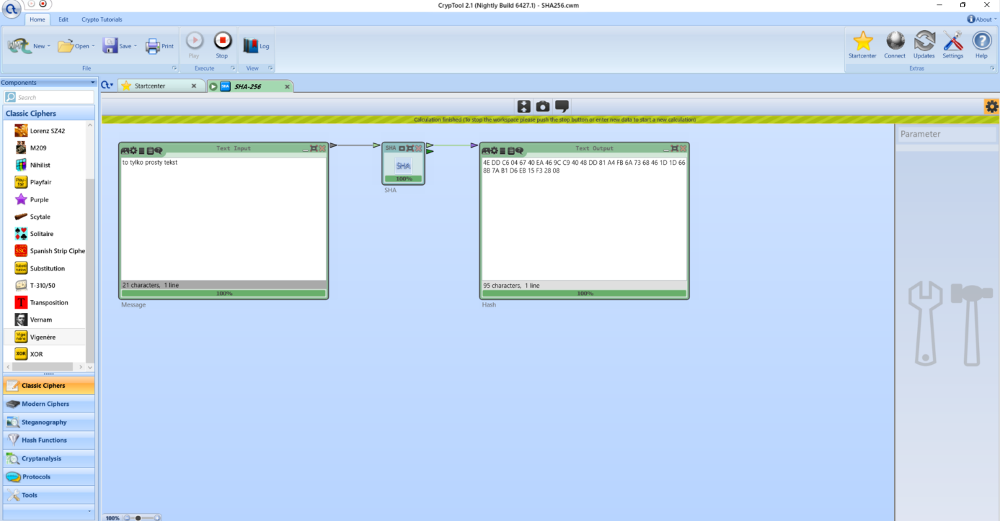 CrypTool 2.1 (Nightly Build 6427.1) - SHA256.cwm
Home Edit Crypto Tutorials
About
New Open Save Print Play Stop Log
Startcenter Connect Updates Settings Help
File Execute View Extras
Components
Startcenter SHA-256
Search
Classic Ciphers
Calculation finished (To stop the workspace please push the stop button or enter new data to start a new calculation)
Parameter
Lorenz SZ42
M209
Nihilist
Playfair
Purple
Scytale
Solitaire
Spanish Strip Ciphe
Substitution
T-310/50
Transposition
Vernam
Vigenère
XOR
Classic Ciphers
Modern Ciphers
Steganography
Hash Functions
Cryptanalysis
Protocols
Tools
Text Input
to tylko prosty tekst
21 characters, 1 line
100%
Message
SHA
SHA
100%
SHA
Text Output
4E DD C6 04 67 40 EA 46 9C C9 40 48 DD 81 A4 FB 6A 73 68 46 1D 1D 66
8B 7A B1 D6 EB 15 F3 28 08
95 characters, 1 line
100%
Hash
100%